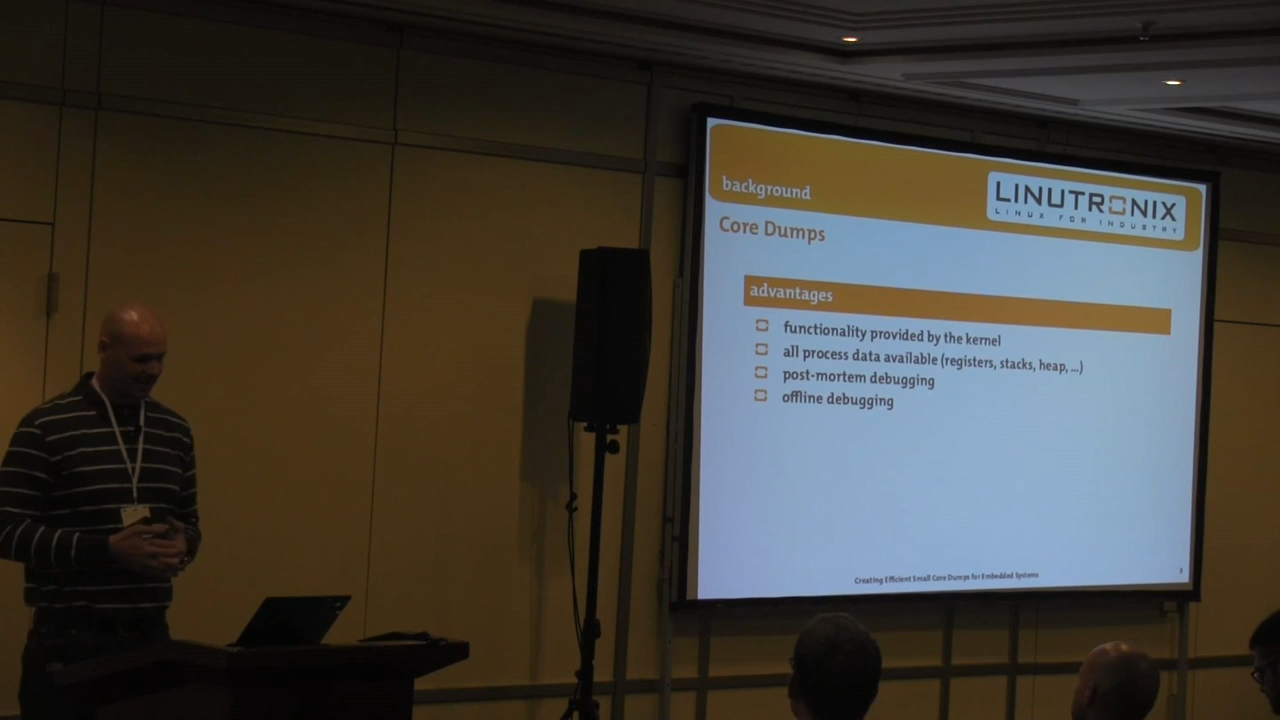 background
LINUTRONIX
LINUX FOR INDUSTRY
Core Dumps
advantages
functionality provided by the kernel
all process data available (registers, stacks, heap, ...)
post-mortem debugging
offline debugging
Creating Efficient Small Core Dumps for Embedded Systems
3